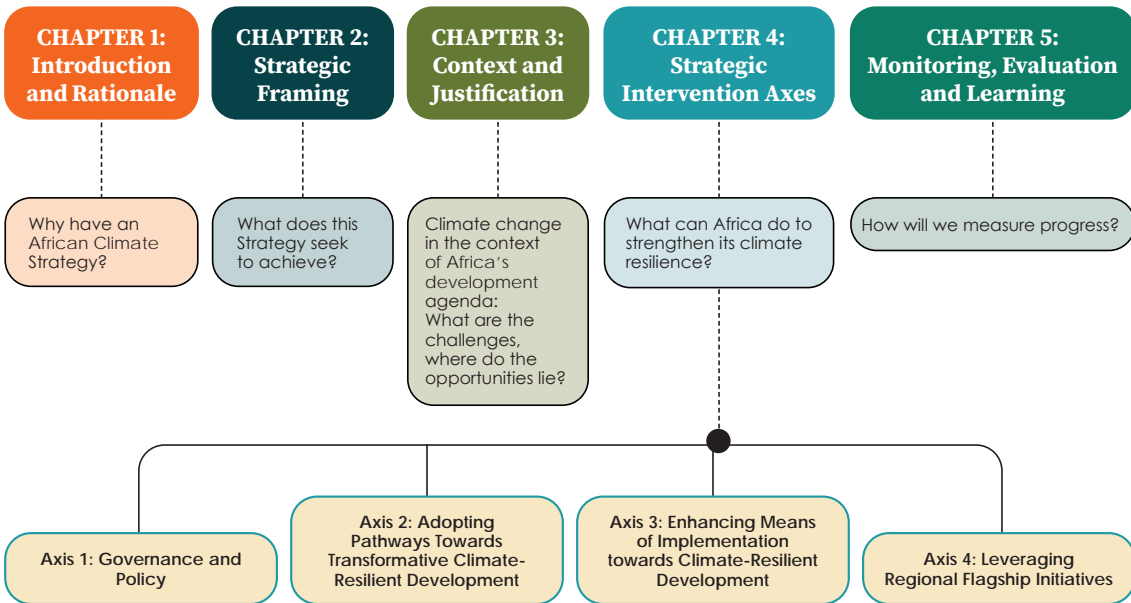 CHAPTER 1:
Introduction
and Rationale
CHAPTER 2:
Strategic
Framing
CHAPTER 3:
Context and
Justification
CHAPTER 4:
Strategic
Intervention Axes
CHAPTER 5:
Monitoring, Evaluation
and Learning
Why have an
African Climate
Strategy?
What does this
Strategy seek
to achieve?
Climate change
in the context
of Africa's
development
agenda:
What are the
challenges,
where do the
opportunities lie?
What can Africa do to
strengthen its climate
resilience?
How will we measure progress?
Axis 1: Governance and
Policy
Axis 2: Adopting
Pathways Towards
Transformative Climate-
Resilient Development
Axis 3: Enhancing Means
of Implementation
towards Climate-Resilient
Development
Axis 4: Leveraging
Regional Flagship Initiatives